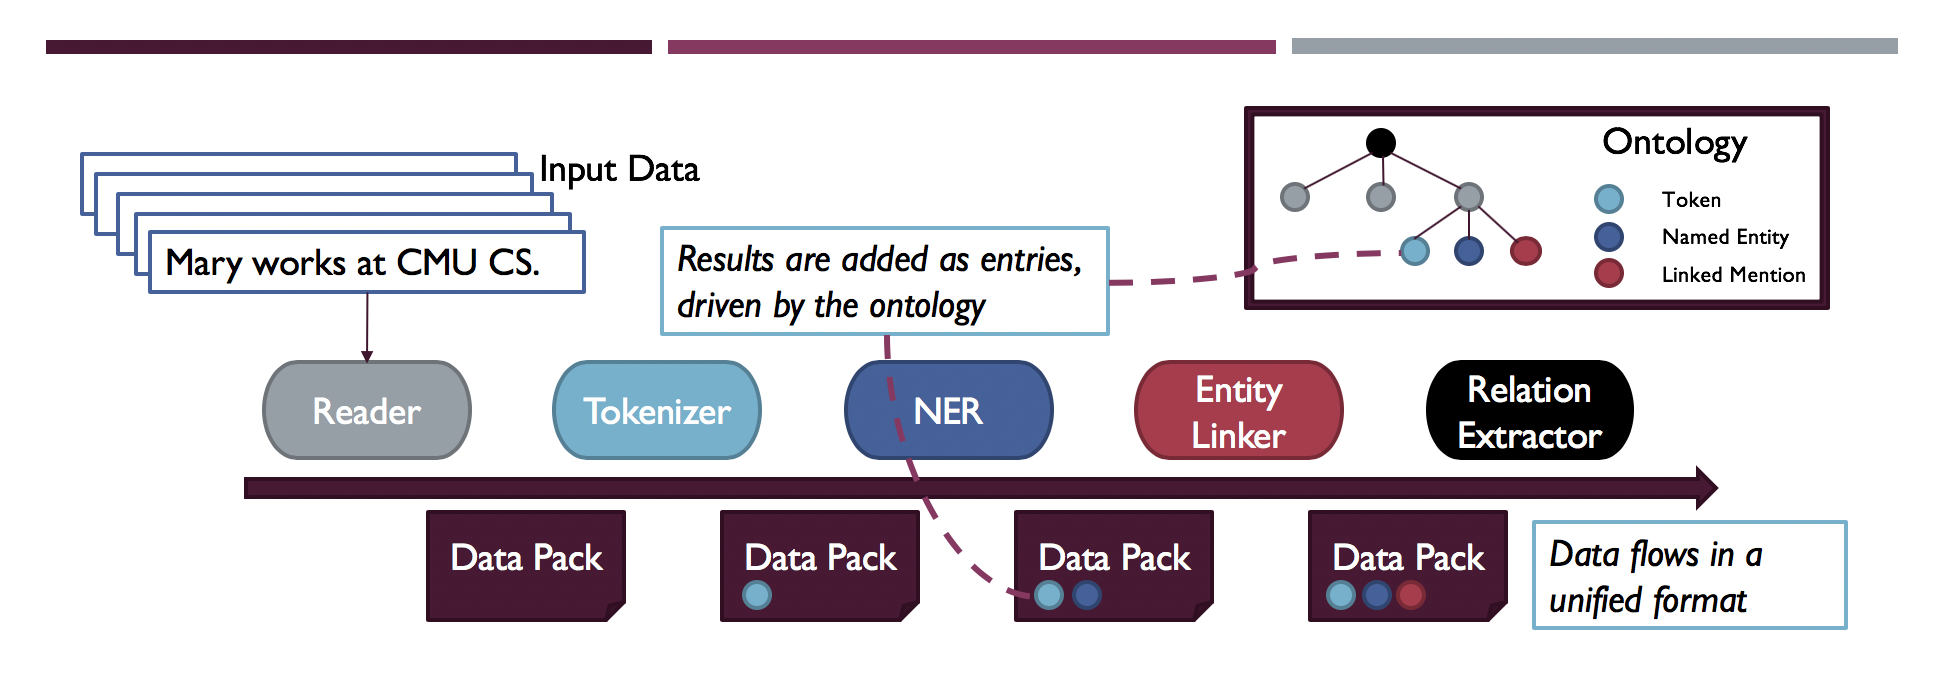 Input Data
Mary works at CMU CS.
Results are added as entries,
driven by the ontology
Ontology
Token
Named Entity
Linked Mention
Reader
Tokenizer
NER
Entity
Linker
Relation
Extractor
Data Pack
Data Pack
Data Pack
Data Pack
Data flows in a
unified format